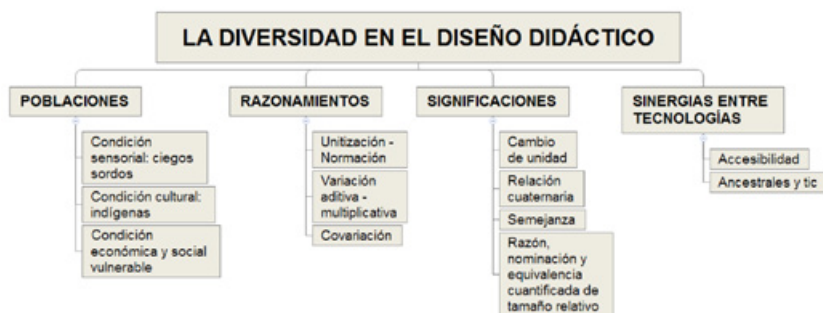 LA DIVERSIDAD EN EL DISEÑO DIDÁCTICO
POBLACIONES
Condición
sensorial: ciegos
sordos
Condición cultural:
indígenas
Condición
económica y social
vulnerable
RAZONAMIENTOS
Unitización -
Normación
Variación
aditiva -
multiplicativa
Covariación
SIGNIFICACIONES
Cambio
de unidad
Relación
cuaternaria
Semejanza
Razón,
nominación y
equivalencia
cuantificada de
tamaño relativo
SINERGIAS ENTRE
TECNOLOGÍAS
Accesibilidad
Ancestrales y tic